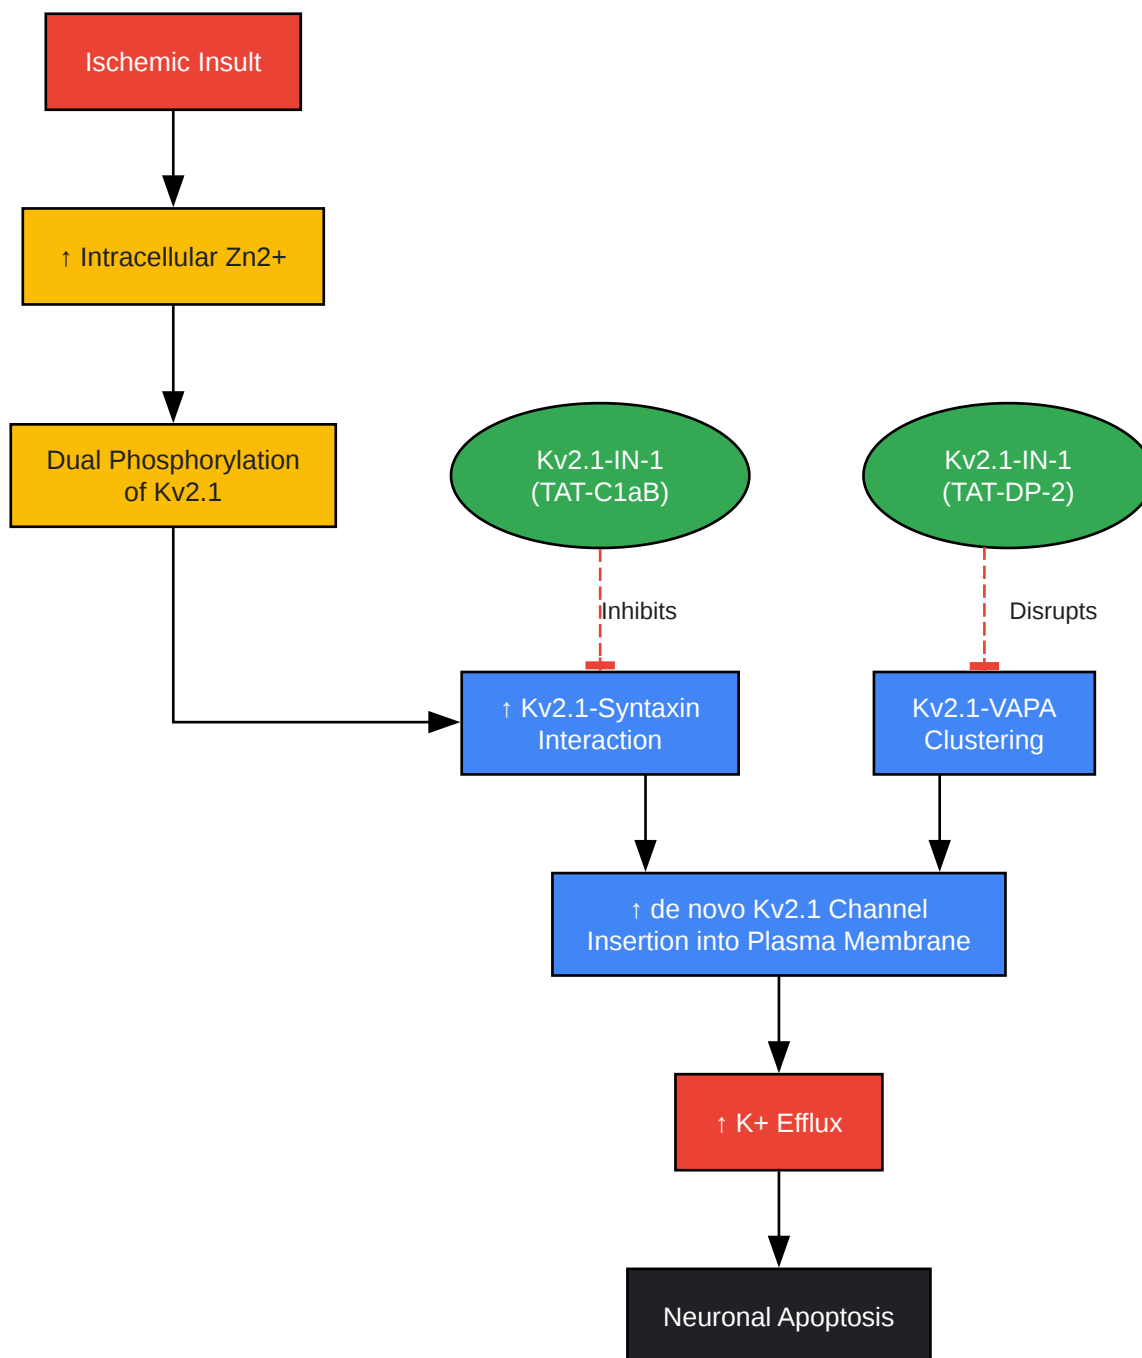 Ischemic Insult
↑ Intracellular Zn2+
Dual Phosphorylation
of Kv2.1
Kv2.1-IN-1
(TAT-C1aB)
Kv2.1-IN-1
(TAT-DP-2)
Inhibits
Disrupts
↑ Kv2.1-Syntaxin
Interaction
Kv2.1-VAPA
Clustering
↑ de novo Kv2.1 Channel
Insertion into Plasma Membrane
↑ K+ Efflux
Neuronal Apoptosis